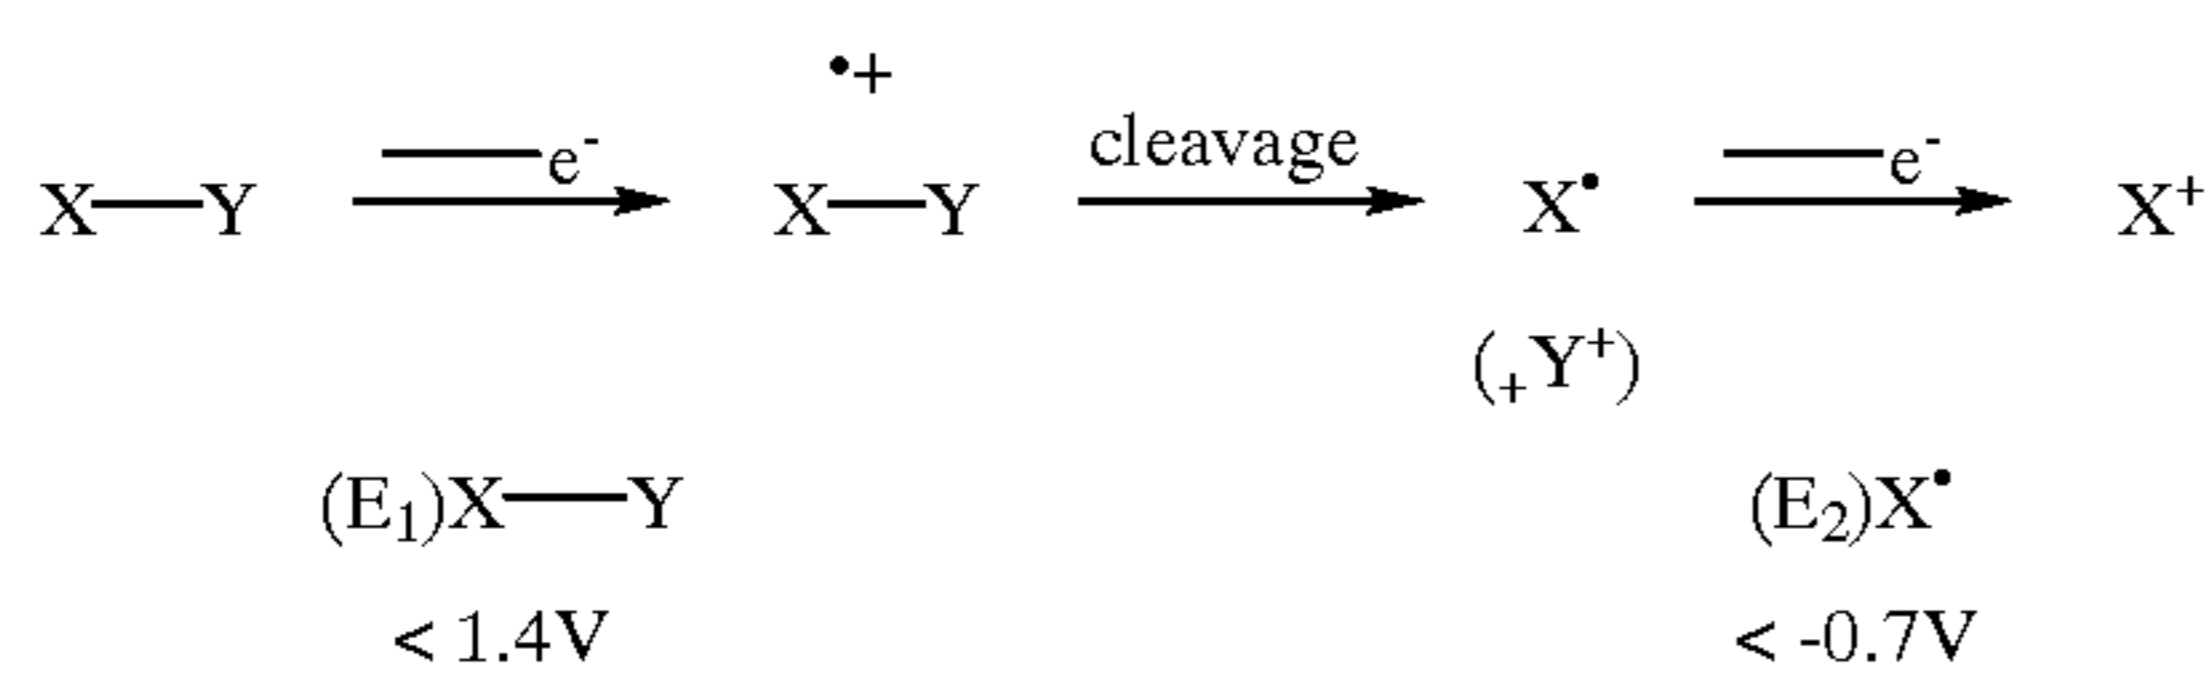 •+
X—Y —e⁻ X—Y cleavage X• —e⁻ X⁺
(₊Y⁺)
(E₁)X—Y (E₂)X•
< 1.4V < -0.7V